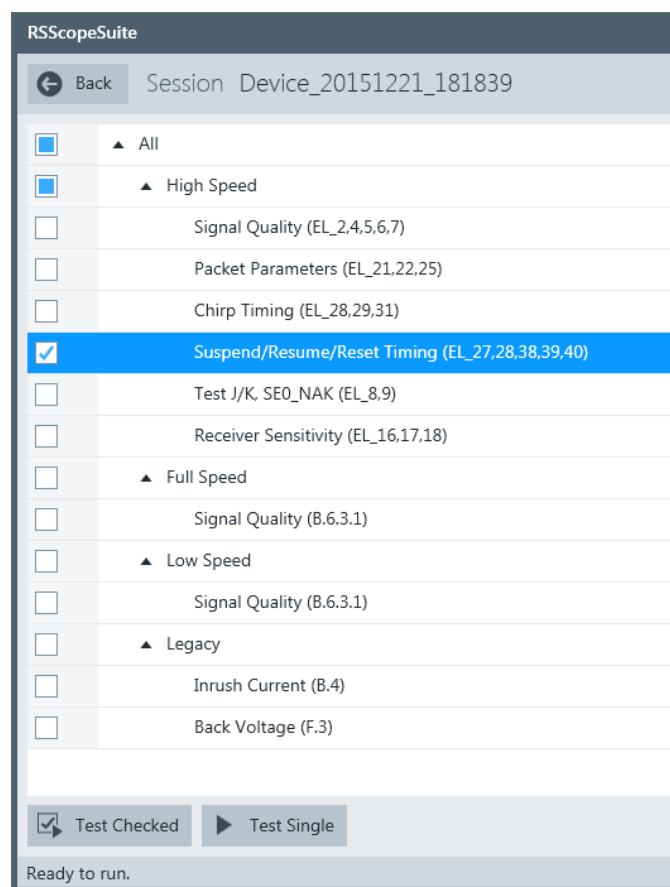 RSScopeSuite
Back Session Device_20151221_181839
All
High Speed
Signal Quality (EL_2,4,5,6,7)
Packet Parameters (EL_21,22,25)
Chirp Timing (EL_28,29,31)
Suspend/Resume/Reset Timing (EL_27,28,38,39,40)
Test J/K, SE0_NAK (EL_8,9)
Receiver Sensitivity (EL_16,17,18)
Full Speed
Signal Quality (B.6.3.1)
Low Speed
Signal Quality (B.6.3.1)
Legacy
Inrush Current (B.4)
Back Voltage (F.3)
Test Checked Test Single
Ready to run.